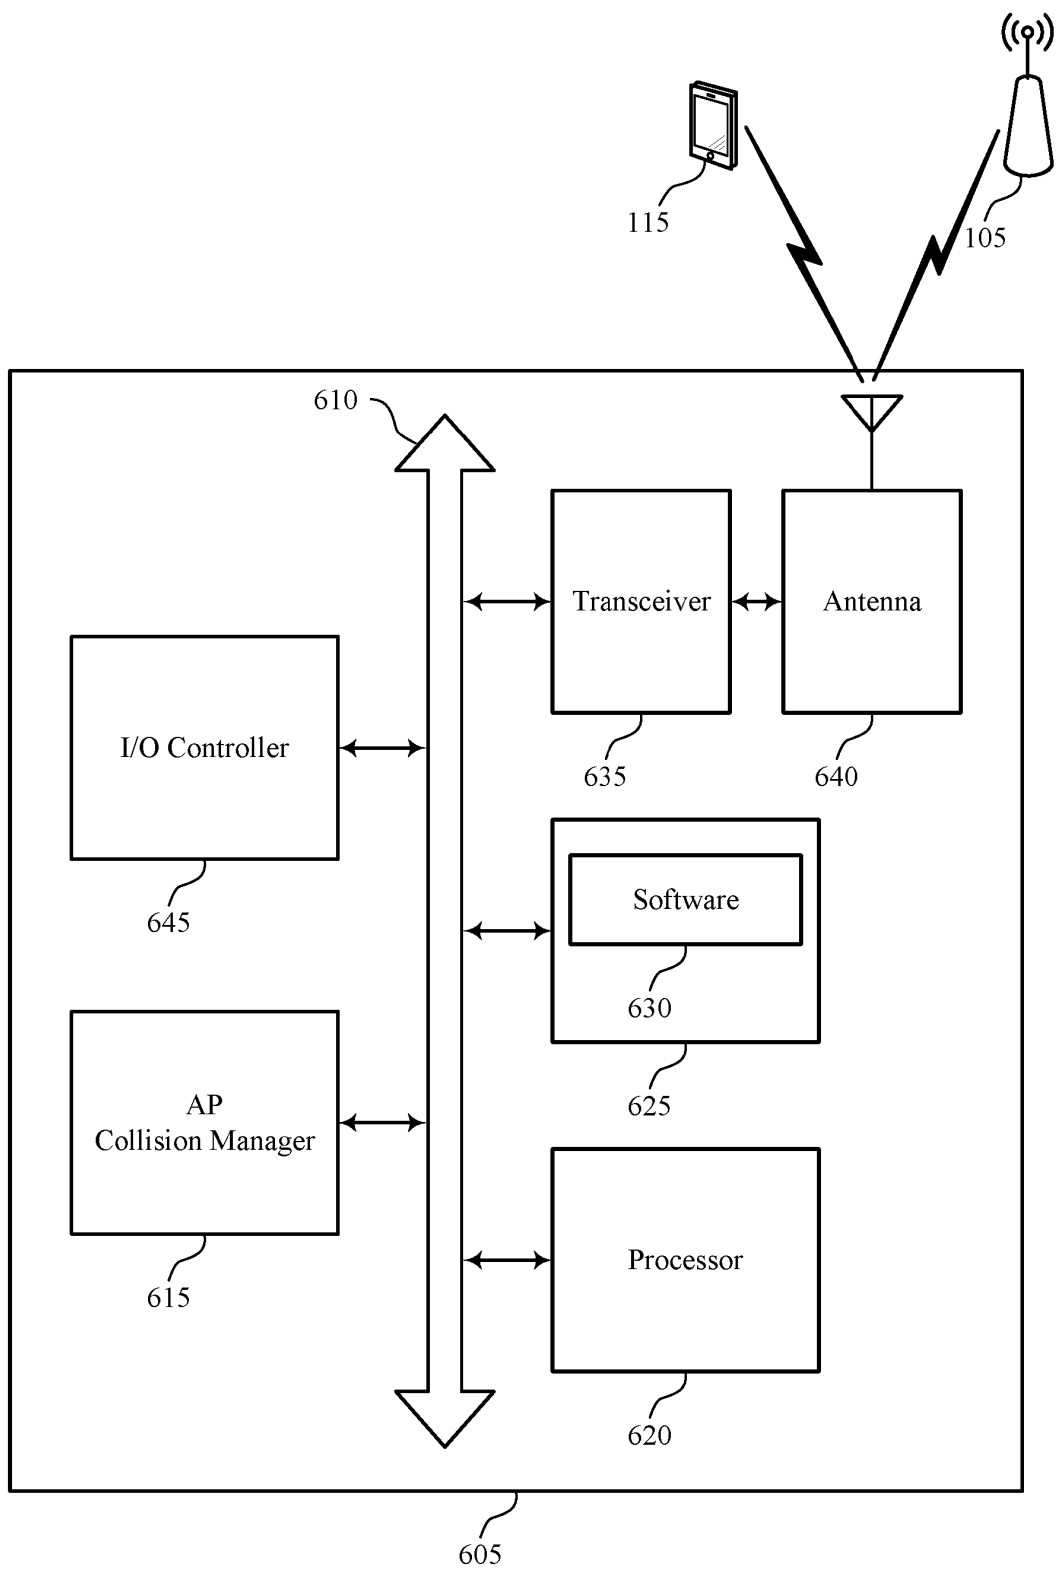 115
105
610
Transceiver
Antenna
635
640
I/O Controller
645
Software
630
625
AP
Collision Manager
615
Processor
620
605